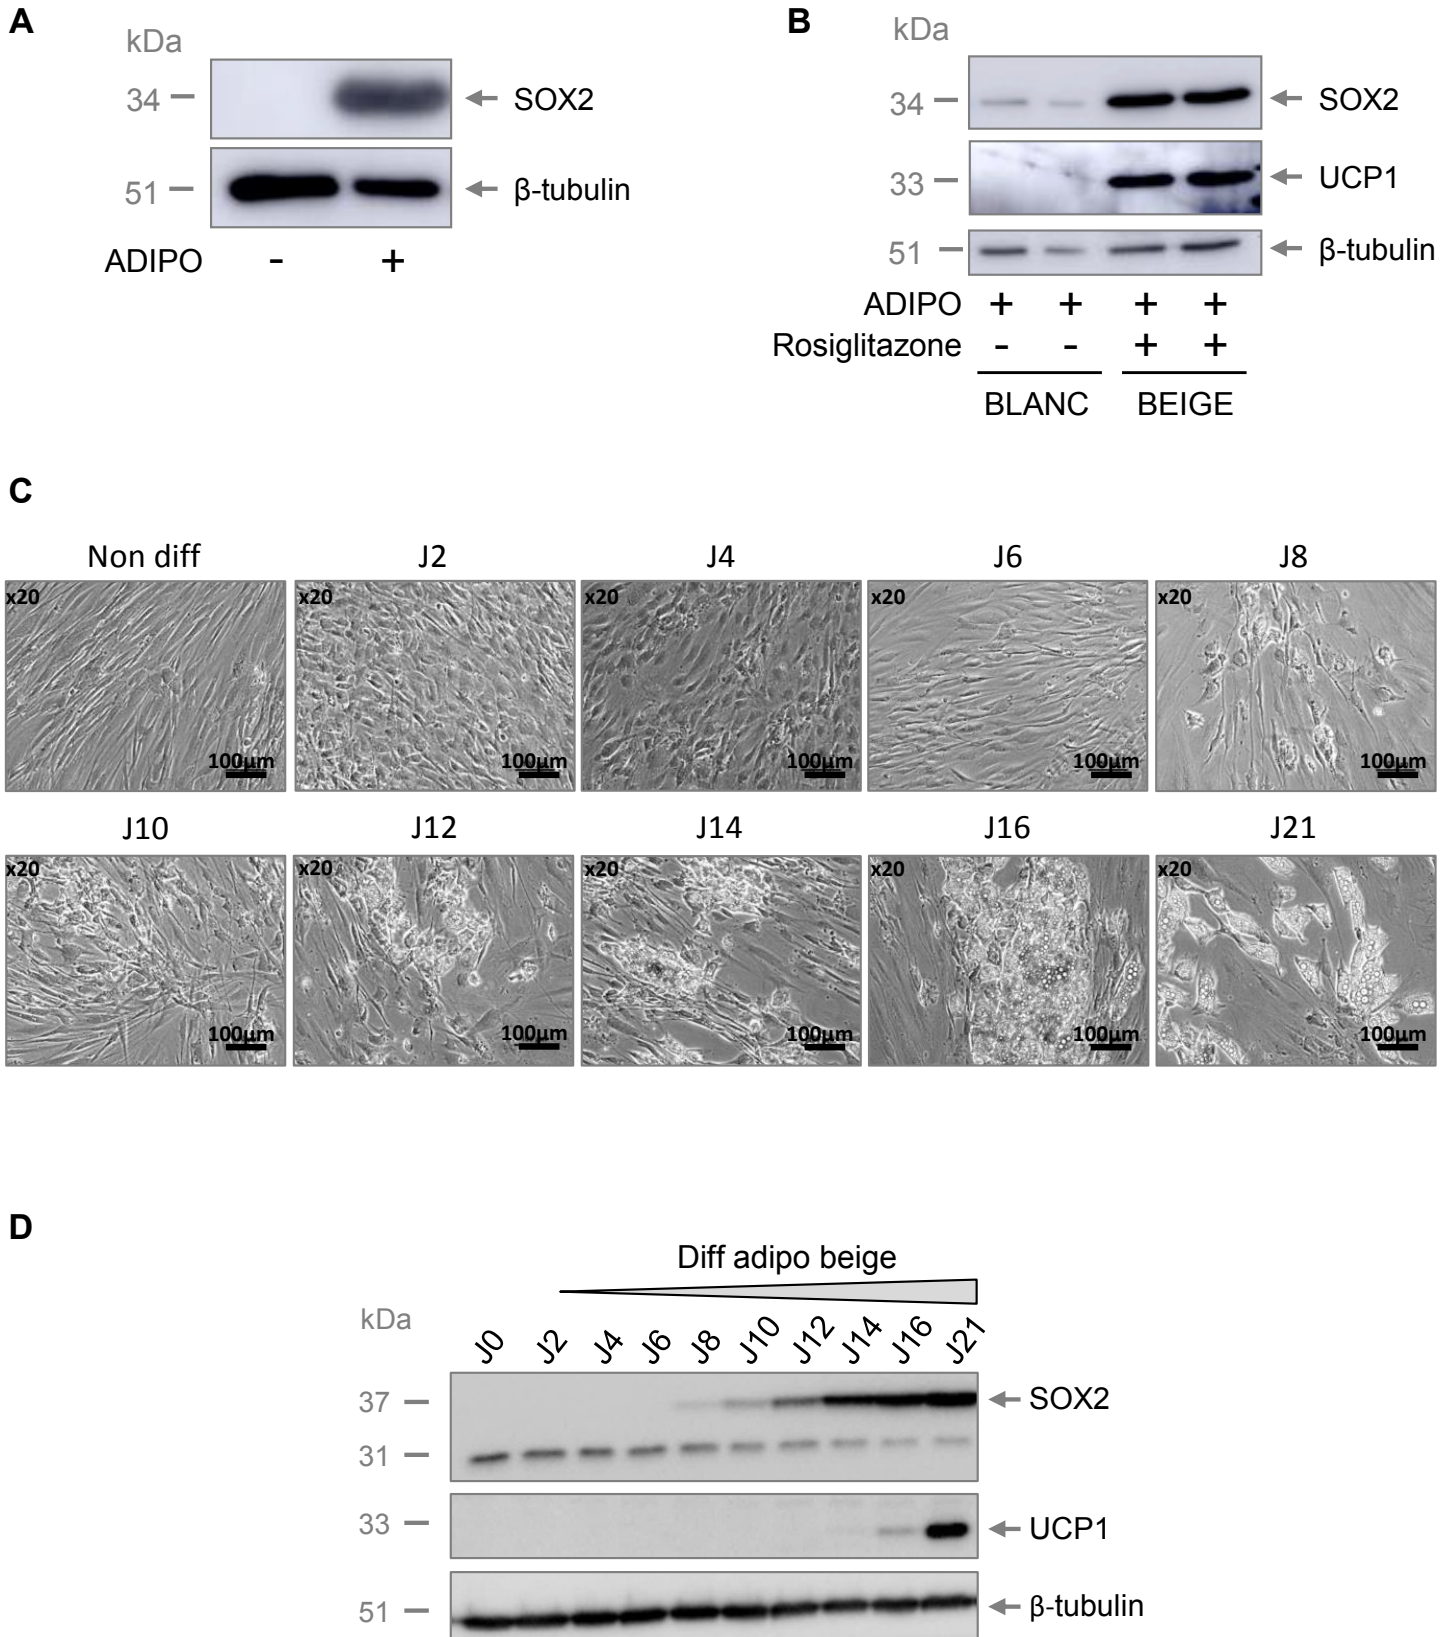 A
kDa
34
SOX2
51
β-tubulin
ADIPO - +
B
kDa
34
SOX2
33
UCP1
51
β-tubulin
ADIPO + + + +
Rosiglitazone - - + +
BLANC BEIGE
C
Non diff J2 J4 J6 J8
x20 x20 x20 x20 x20
100µm 100µm 100µm 100µm 100µm
J10 J12 J14 J16 J21
x20 x20 x20 x20 x20
100µm 100µm 100µm 100µm 100µm
D
Diff adipo beige
kDa
J0 J2 J4 J6 J8 J10 J12 J14 J16 J21
37
SOX2
31
33
UCP1
51
β-tubulin